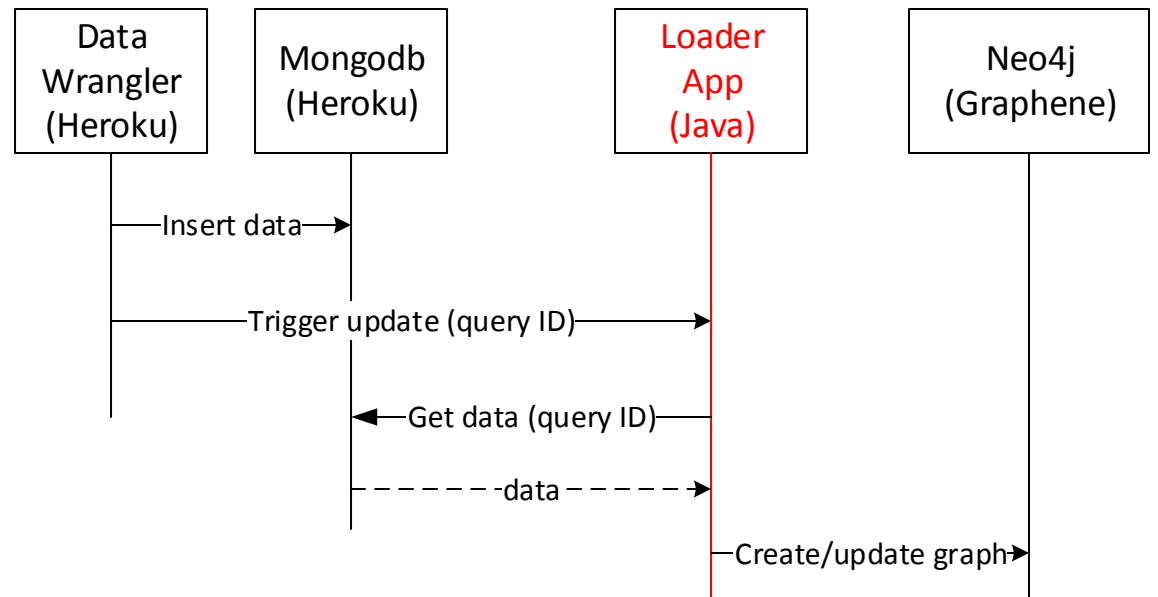 Data
Wrangler
(Heroku)
Mongodb
(Heroku)
Loader
App
(Java)
Neo4j
(Graphene)
Insert data
Trigger update (query ID)
Get data (query ID)
data
Create/update graph